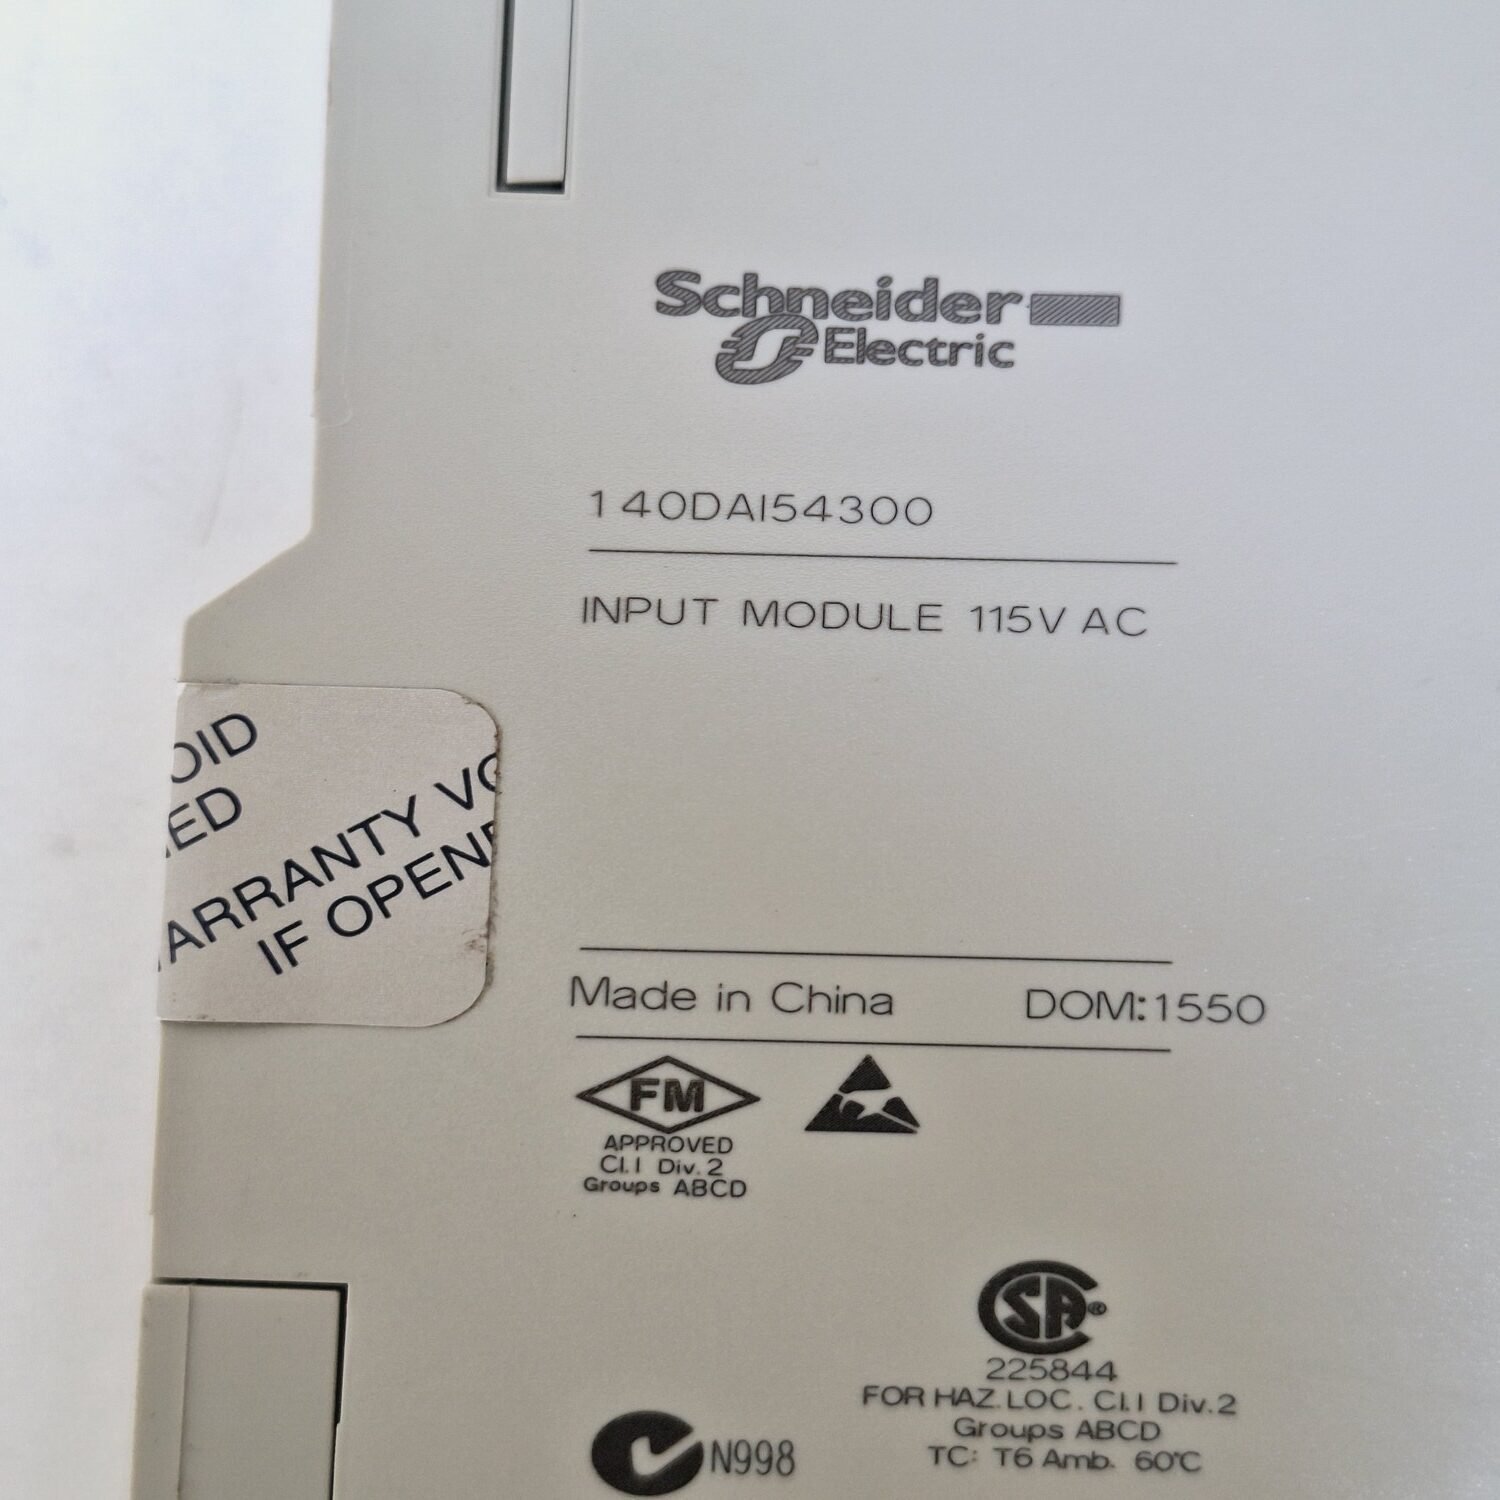 Schneider
Electric
140DAI54300
INPUT MODULE 115V AC
OID
ED
ARRANTY VO
IF OPENE
Made in China DOM:1550
FM
APPROVED
Cl.I Div.2
Groups ABCD
CSA®
225844
FOR HAZ.LOC. Cl.I Div.2
Groups ABCD
TC: T6 Amb. 60°C
N998